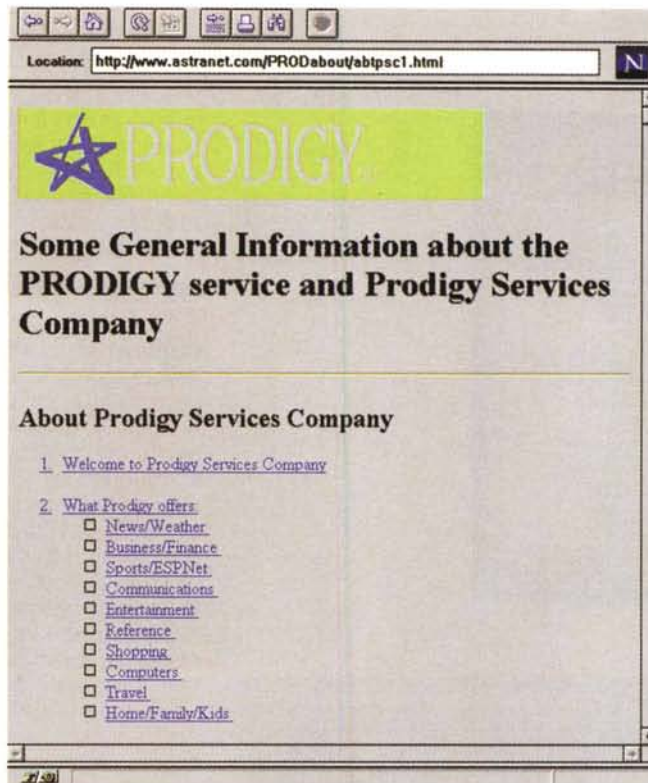 Location: http://www.astranet.com/PRODabout/abtpsc1.html
N
PRODIGY
Some General Information about the
PRODIGY service and Prodigy Services
Company
About Prodigy Services Company
1. Welcome to Prodigy Services Company
2. What Prodigy offers:
News/Weather
Business/Finance
Sports/ESPNet
Communications
Entertainment
Reference
Shopping
Computers
Travel
Home/Family/Kids